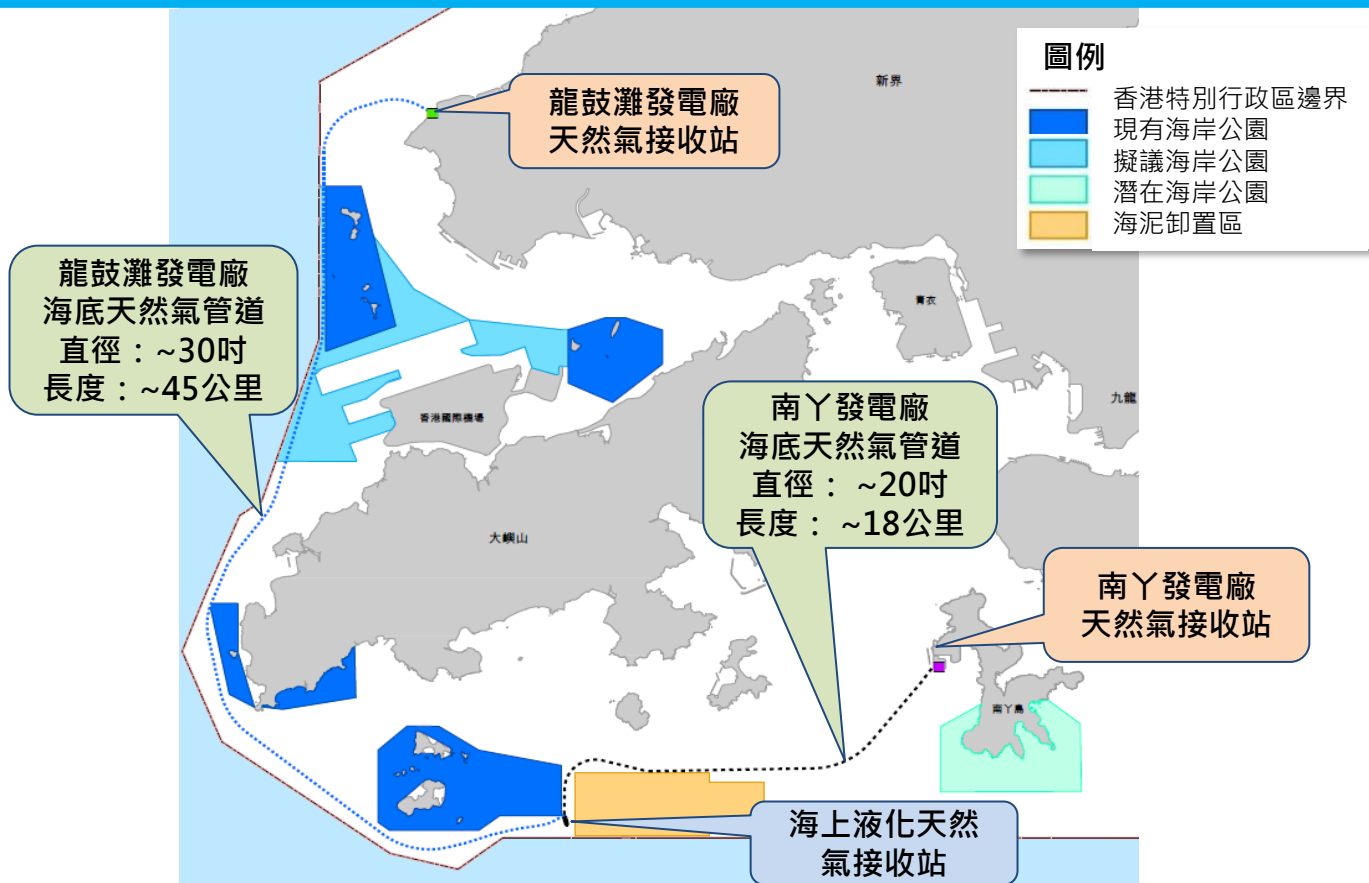 新界
圖例
香港特別行政區邊界
現有海岸公園
擬議海岸公園
潛在海岸公園
海泥卸置區
龍鼓灘發電廠
天然氣接收站
龍鼓灘發電廠
海底天然氣管道
直徑：~30吋
長度：~45公里
青衣
九龍
香港國際機場
南丫發電廠
海底天然氣管道
直徑： ~20吋
長度： ~18公里
大嶼山
南丫發電廠
天然氣接收站
南丫島
海上液化天然
氣接收站